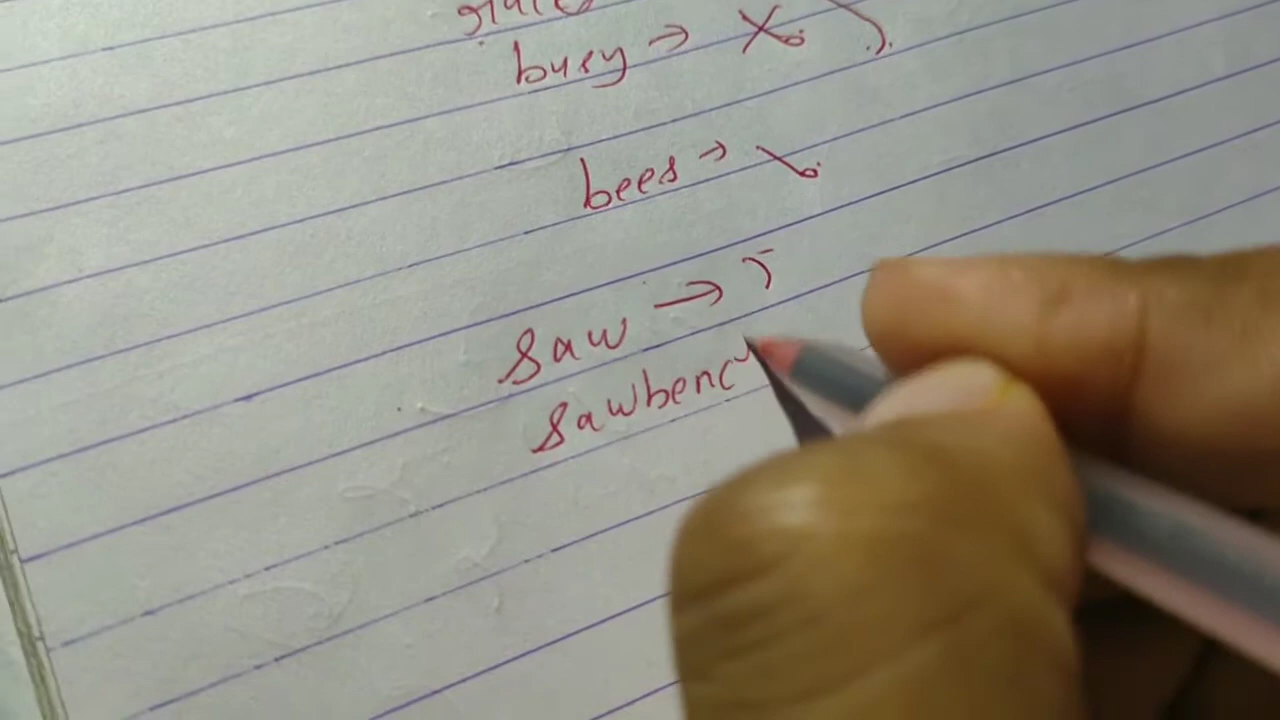 busy →
bees →
saw →
sawbenc